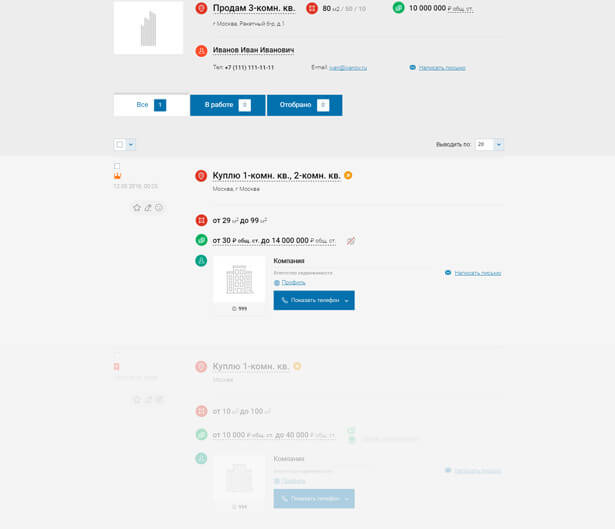 Продам 3-комн. кв.
80 м2 / 50 / 10
10 000 000 ₽ общ. ст.
г Москва, Ракетный б-р, д.1
Иванов Иван Иванович
Тел: +7 (111) 111-11-11
E-mail: ivan@ivanov.ru
Написать письмо
Все 1
В работе 0
Отобрано 0
Выводить по: 20
Куплю 1-комн. кв., 2-комн. кв.
Москва, г Москва
от 29 м² до 99 м²
от 30 ₽ общ. ст. до 14 000 000 ₽ общ. ст.
Компания
Агентство недвижимости
Написать письмо
Профиль
Показать телефон
999
Куплю 1-комн. кв.
Москва
от 10 м² до 100 м²
от 10 000 ₽ общ. ст. до 40 000 ₽ общ. ст.
Компания
Написать письмо
Профиль
Показать телефон
999